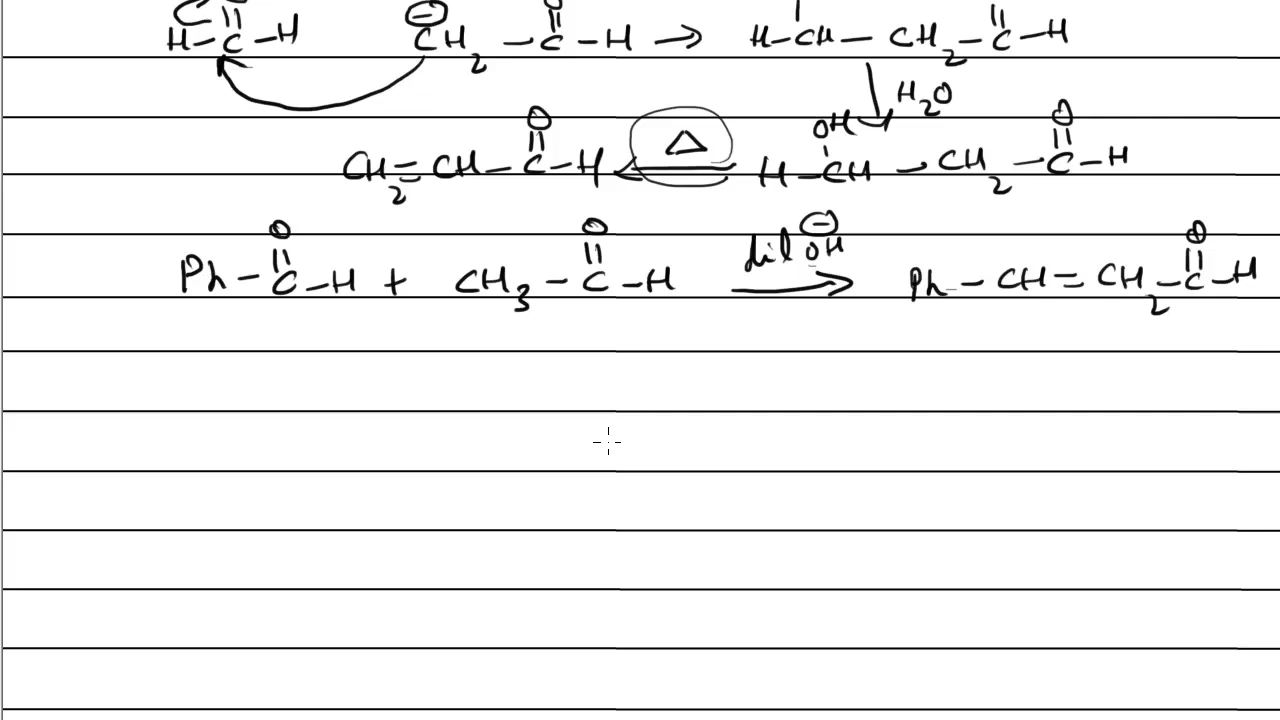 H-C-H ⊖CH2-C-H → H-CH-CH2-C-H
H2O
O OH O
CH2=CH-C-H ← Δ H-CH-CH2-C-H
O O dil ⊖OH O
Ph-C-H + CH3-C-H → Ph-CH=CH2-C-H